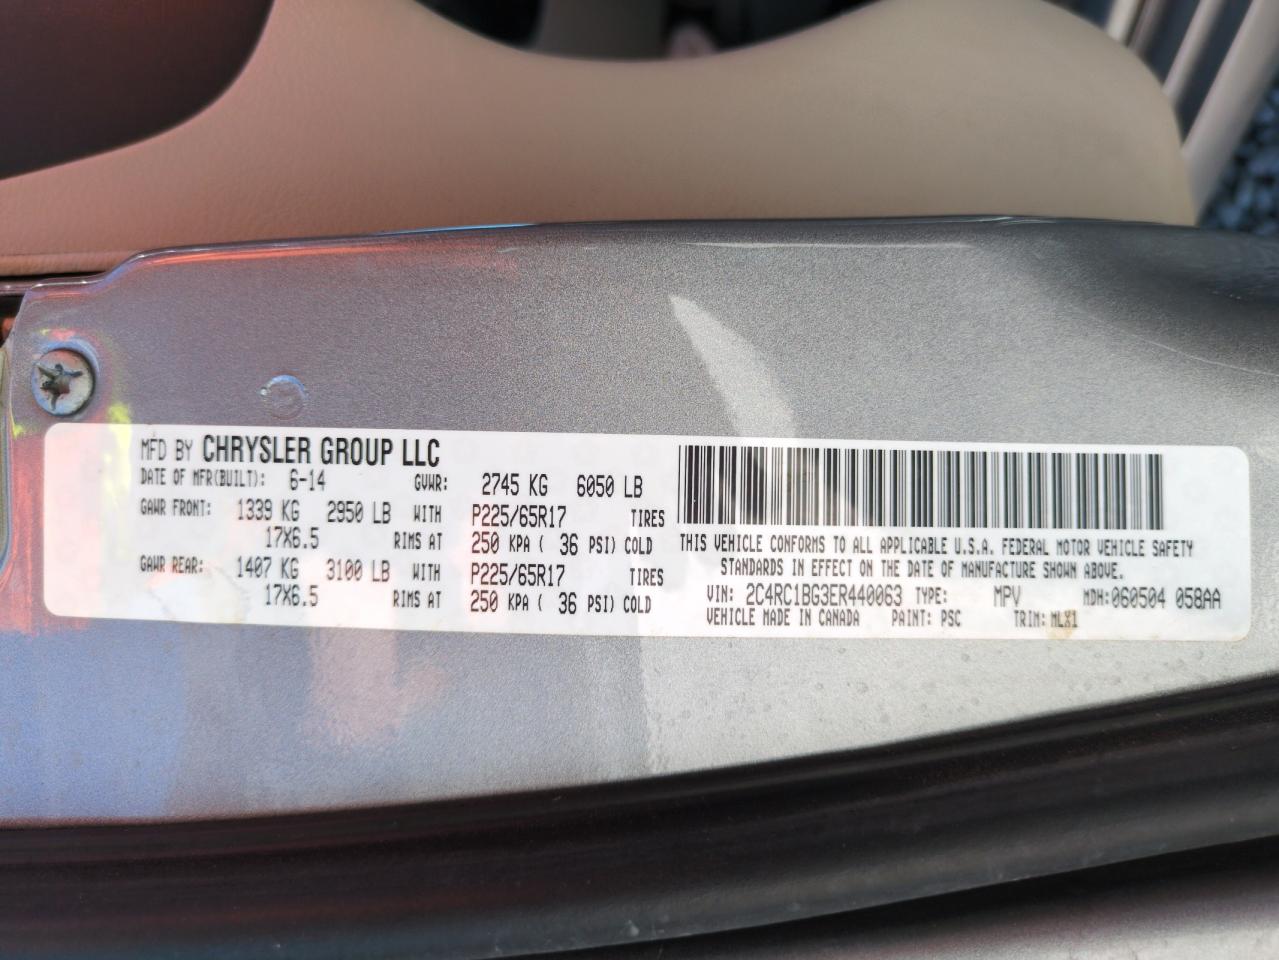 MFD BY CHRYSLER GROUP LLC
DATE OF MFR(BUILT): 6-14 GVWR: 2745 KG 6050 LB
GAWR FRONT: 1339 KG 2950 LB WITH P225/65R17 TIRES
17X6.5 RIMS AT 250 KPA ( 36 PSI) COLD
GAWR REAR: 1407 KG 3100 LB WITH P225/65R17 TIRES
17X6.5 RIMS AT 250 KPA ( 36 PSI) COLD
THIS VEHICLE CONFORMS TO ALL APPLICABLE U.S.A. FEDERAL MOTOR VEHICLE SAFETY
STANDARDS IN EFFECT ON THE DATE OF MANUFACTURE SHOWN ABOVE.
VIN: 2C4RC1BG3ER440063 TYPE: MPV MDH: 060504 058AA
VEHICLE MADE IN CANADA PAINT: PSC TRIM: MLX1